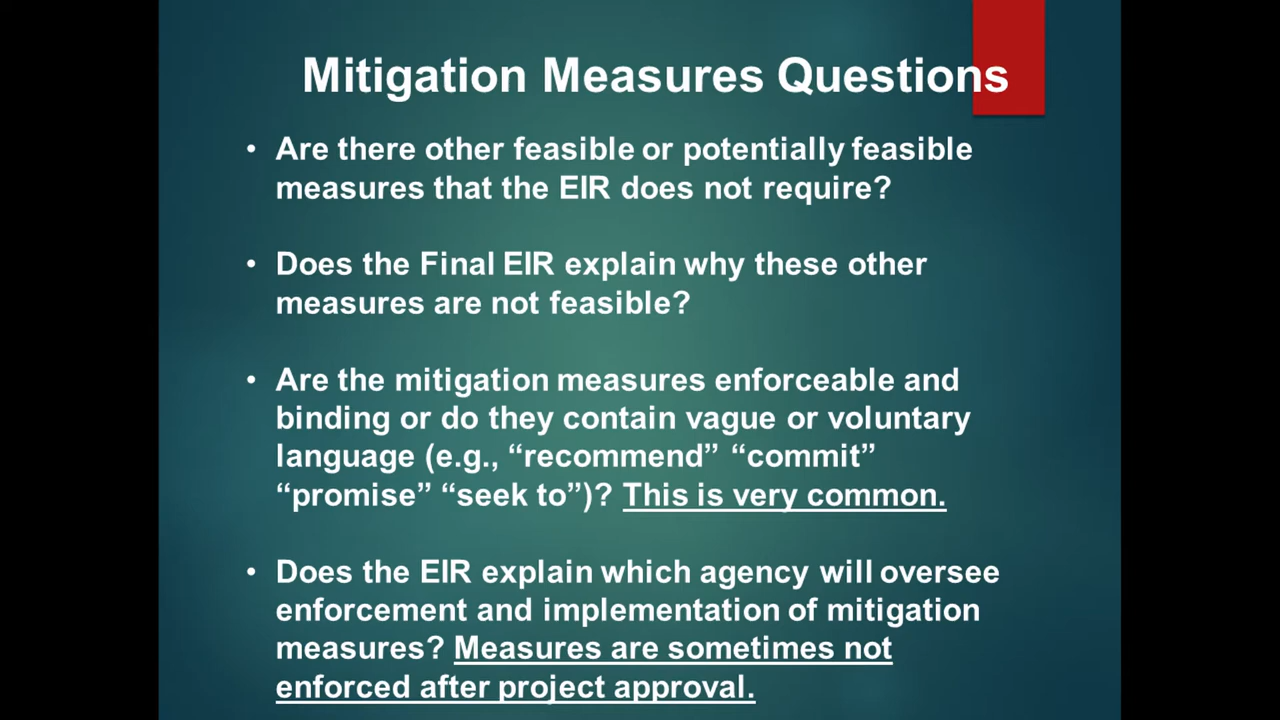 Mitigation Measures Questions
• Are there other feasible or potentially feasible
measures that the EIR does not require?
• Does the Final EIR explain why these other
measures are not feasible?
• Are the mitigation measures enforceable and
binding or do they contain vague or voluntary
language (e.g., “recommend” “commit”
“promise” “seek to”)? This is very common.
• Does the EIR explain which agency will oversee
enforcement and implementation of mitigation
measures? Measures are sometimes not
enforced after project approval.